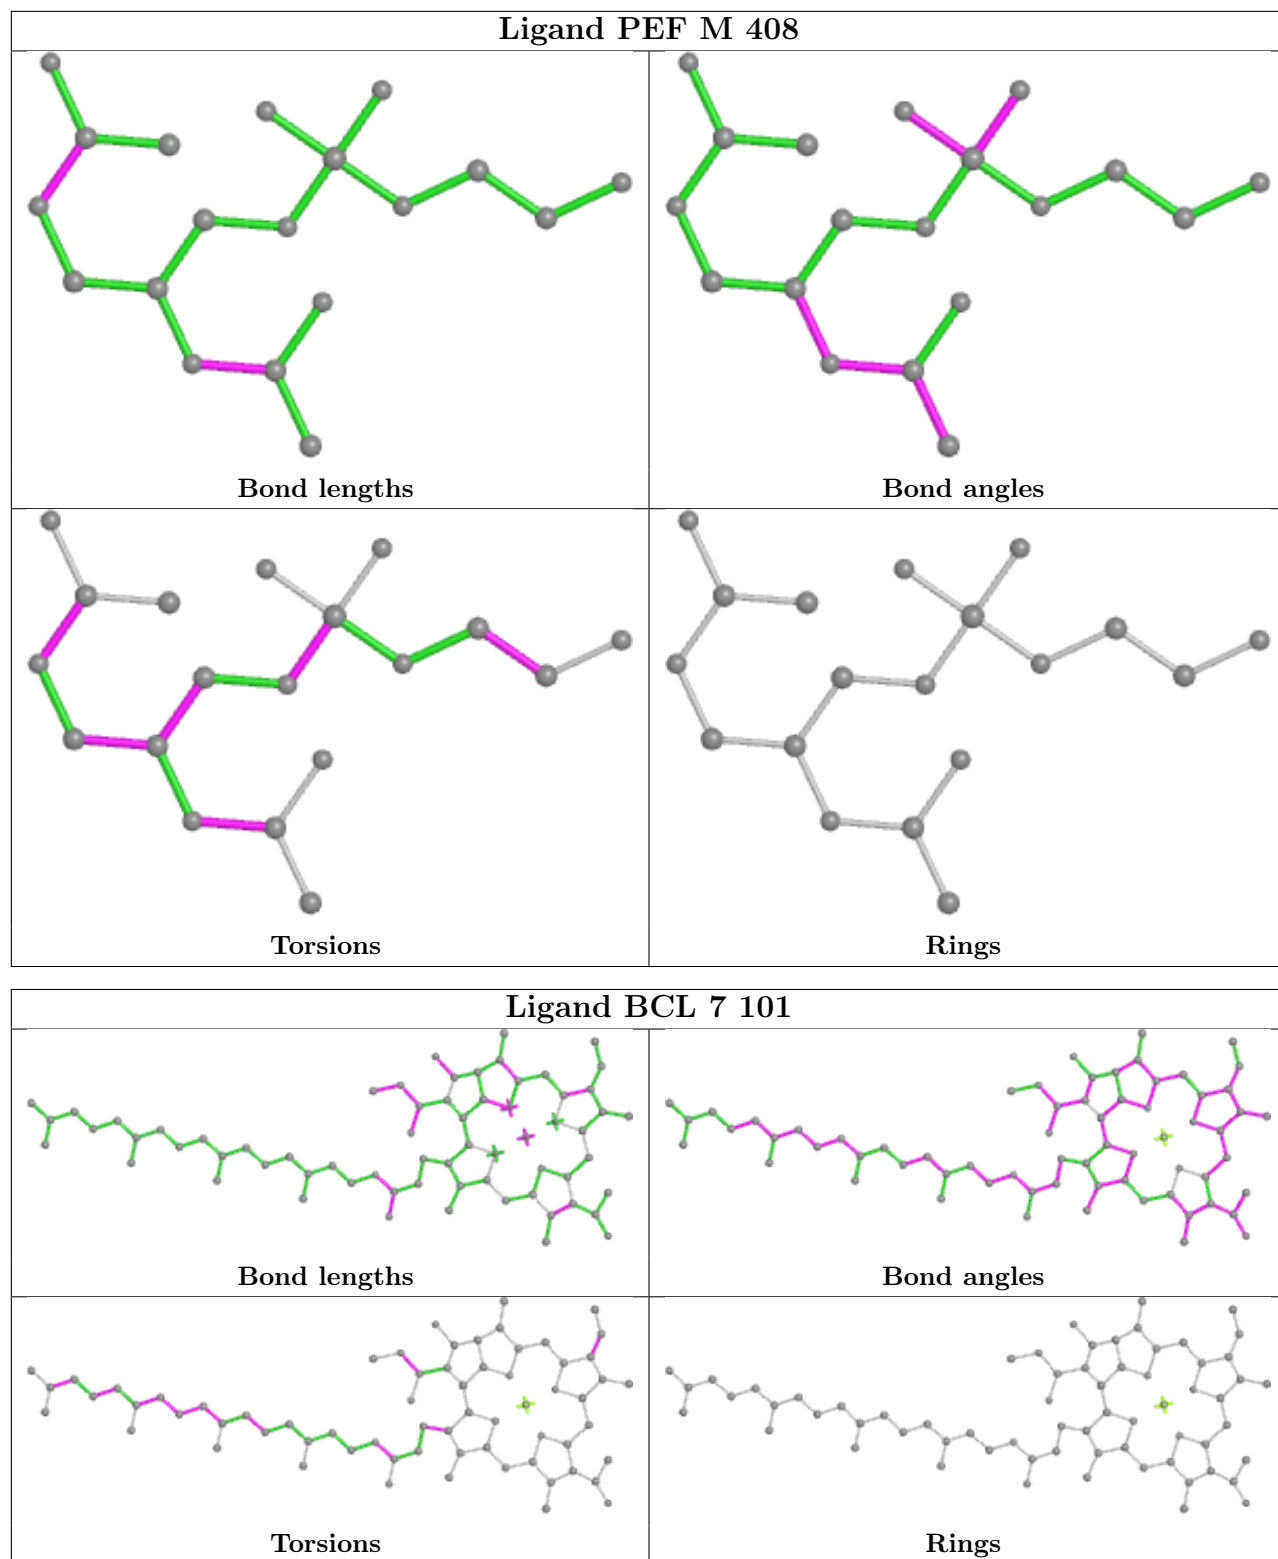 Ligand PEF M 408
Bond lengths
Bond angles
Torsions
Rings
Ligand BCL 7 101
Bond lengths
Bond angles
Torsions
Rings